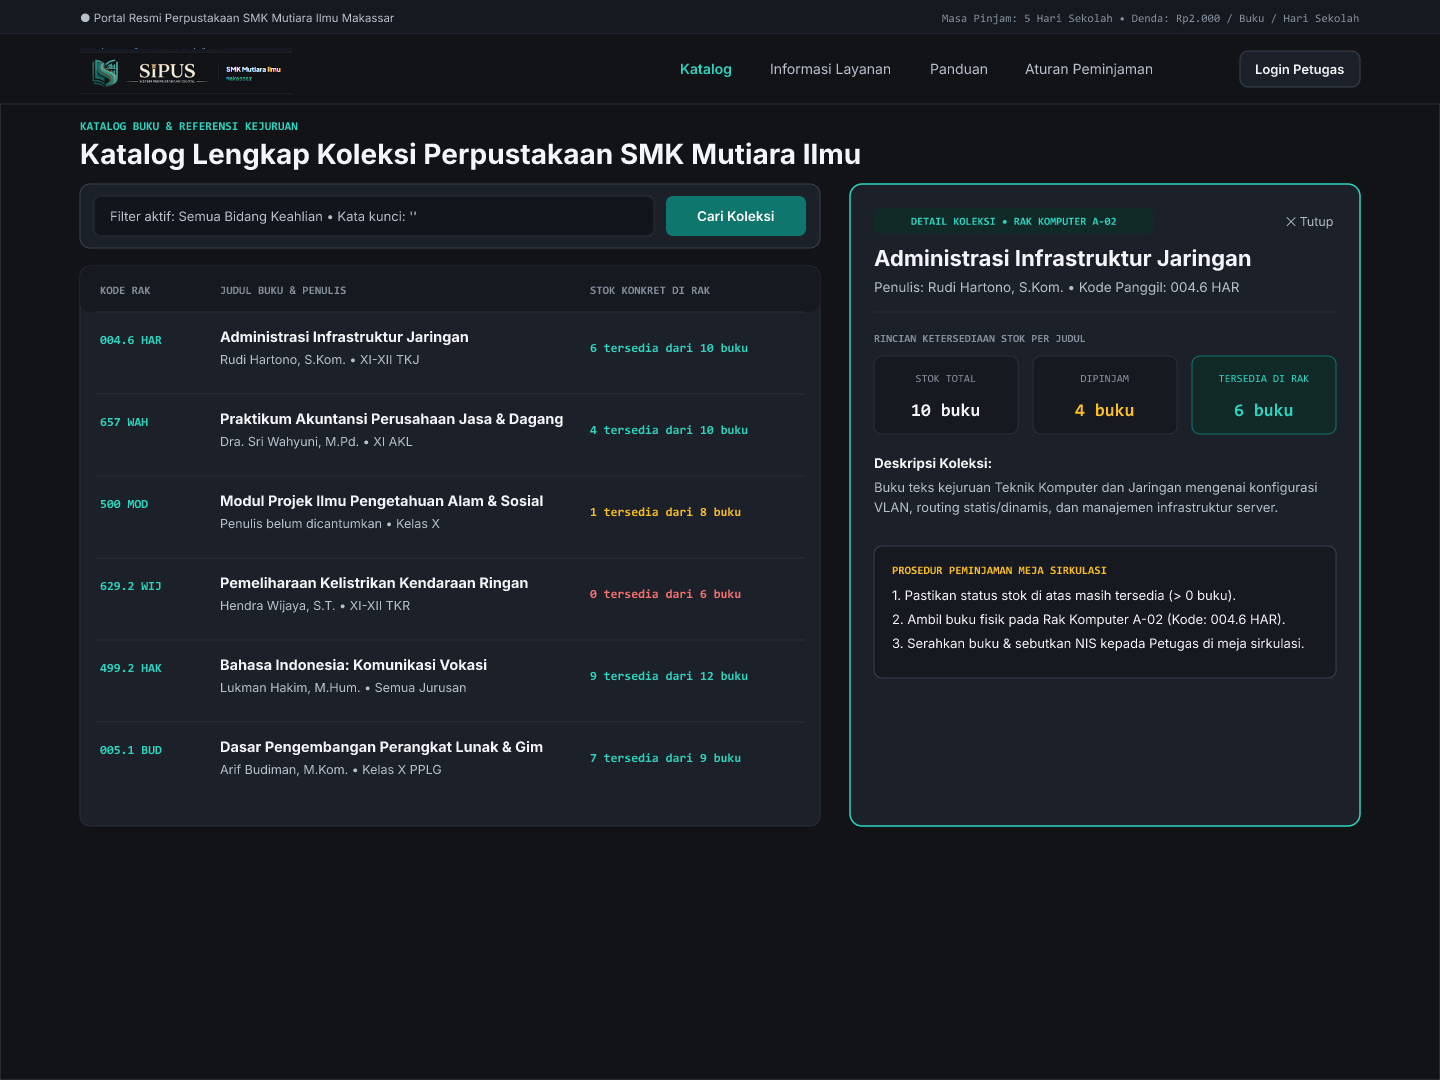 ● Portal Resmi Perpustakaan SMK Mutiara Ilmu Makassar
Masa Pinjam: 5 Hari Sekolah • Denda: Rp2.000 / Buku / Hari Sekolah
SIPUS
SISTEM PERPUSTAKAAN DIGITAL
SMK Mutiara Ilmu
Makassar
Katalog
Informasi Layanan
Panduan
Aturan Peminjaman
Login Petugas
KATALOG BUKU & REFERENSI KEJURUAN
Katalog Lengkap Koleksi Perpustakaan SMK Mutiara Ilmu
Filter aktif: Semua Bidang Keahlian • Kata kunci: ''
Cari Koleksi
KODE RAK
JUDUL BUKU & PENULIS
STOK KONKRET DI RAK
004.6 HAR
Administrasi Infrastruktur Jaringan
Rudi Hartono, S.Kom. • XI-XII TKJ
6 tersedia dari 10 buku
657 WAH
Praktikum Akuntansi Perusahaan Jasa & Dagang
Dra. Sri Wahyuni, M.Pd. • XI AKL
4 tersedia dari 10 buku
500 MOD
Modul Projek Ilmu Pengetahuan Alam & Sosial
Penulis belum dicantumkan • Kelas X
1 tersedia dari 8 buku
629.2 WIJ
Pemeliharaan Kelistrikan Kendaraan Ringan
Hendra Wijaya, S.T. • XI-XII TKR
0 tersedia dari 6 buku
499.2 HAK
Bahasa Indonesia: Komunikasi Vokasi
Lukman Hakim, M.Hum. • Semua Jurusan
9 tersedia dari 12 buku
005.1 BUD
Dasar Pengembangan Perangkat Lunak & Gim
Arif Budiman, M.Kom. • Kelas X PPLG
7 tersedia dari 9 buku
DETAIL KOLEKSI • RAK KOMPUTER A-02
✕ Tutup
Administrasi Infrastruktur Jaringan
Penulis: Rudi Hartono, S.Kom. • Kode Panggil: 004.6 HAR
RINCIAN KETERSEDIAAN STOK PER JUDUL
STOK TOTAL
10 buku
DIPINJAM
4 buku
TERSEDIA DI RAK
6 buku
Deskripsi Koleksi:
Buku teks kejuruan Teknik Komputer dan Jaringan mengenai konfigurasi
VLAN, routing statis/dinamis, dan manajemen infrastruktur server.
PROSEDUR PEMINJAMAN MEJA SIRKULASI
1. Pastikan status stok di atas masih tersedia (> 0 buku).
2. Ambil buku fisik pada Rak Komputer A-02 (Kode: 004.6 HAR).
3. Serahkan buku & sebutkan NIS kepada Petugas di meja sirkulasi.